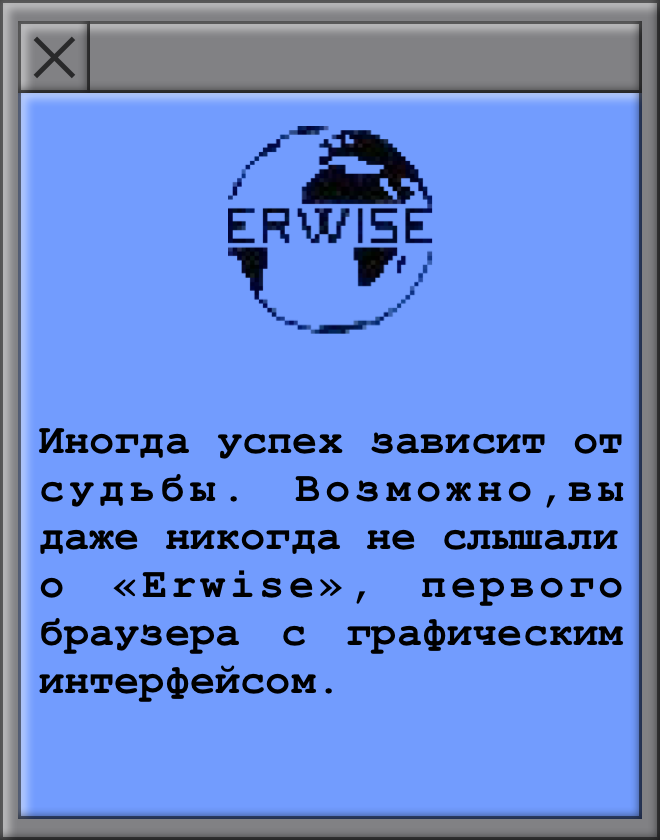 ERWISE
Иногда успех зависит от
судьбы. Возможно,вы
даже никогда не слышали
о «Erwise», первого
браузера с графическим
интерфейсом.